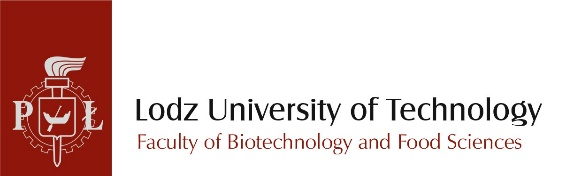 P Ł
Lodz University of Technology
Faculty of Biotechnology and Food Sciences